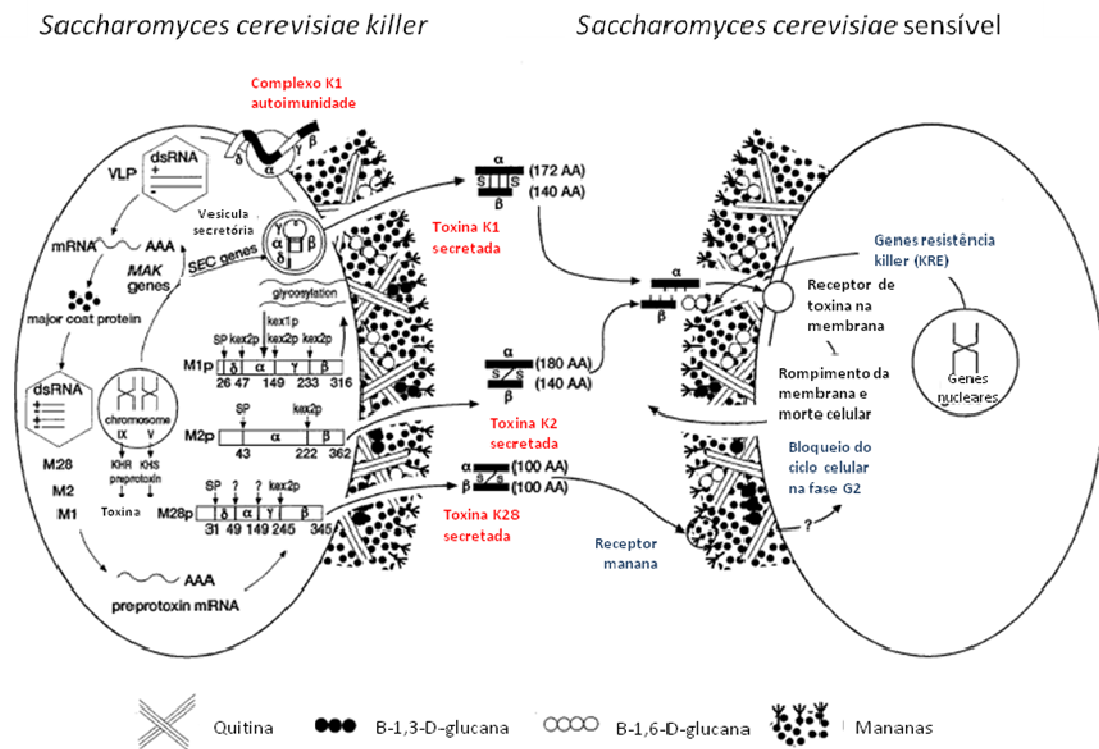 Saccharomyces cerevisiae killer
Saccharomyces cerevisiae sensível
Complexo K1
autoimunidade
β
γ
δ
α
VLP
dsRNA
+
-
Vesícula
secretória
mRNA AAA
MAK
genes
SEC genes
γ
α β
δ
major coat protein
glycosylation
kex1p
SP kex2p kex2p kex2p
M1p δ α γ β
26 47 149 233 316
dsRNA
chromosome
IX V
KHR KHS
preprotoxin
Toxina
SP kex2p
M2p α β
43 222 362
M28
M2
M1
SP ? ? kex2p
M28p δ α γ β
31 49 149 245 345
AAA
preprotoxin mRNA
α
(172 AA)
S S
(140 AA)
β
Toxina K1
secretada
α
(180 AA)
S S
(140 AA)
β
Toxina K2
secretada
α (100 AA)
S S
β (100 AA)
Toxina K28
secretada
α
β
Receptor
manana
Genes resistência
killer (KRE)
Receptor de
toxina na
membrana
Rompimento da
membrana e
morte celular
Genes
nucleares
Bloqueio do
ciclo celular
na fase G2
?
Quitina
B-1,3-D-glucana
B-1,6-D-glucana
Mananas